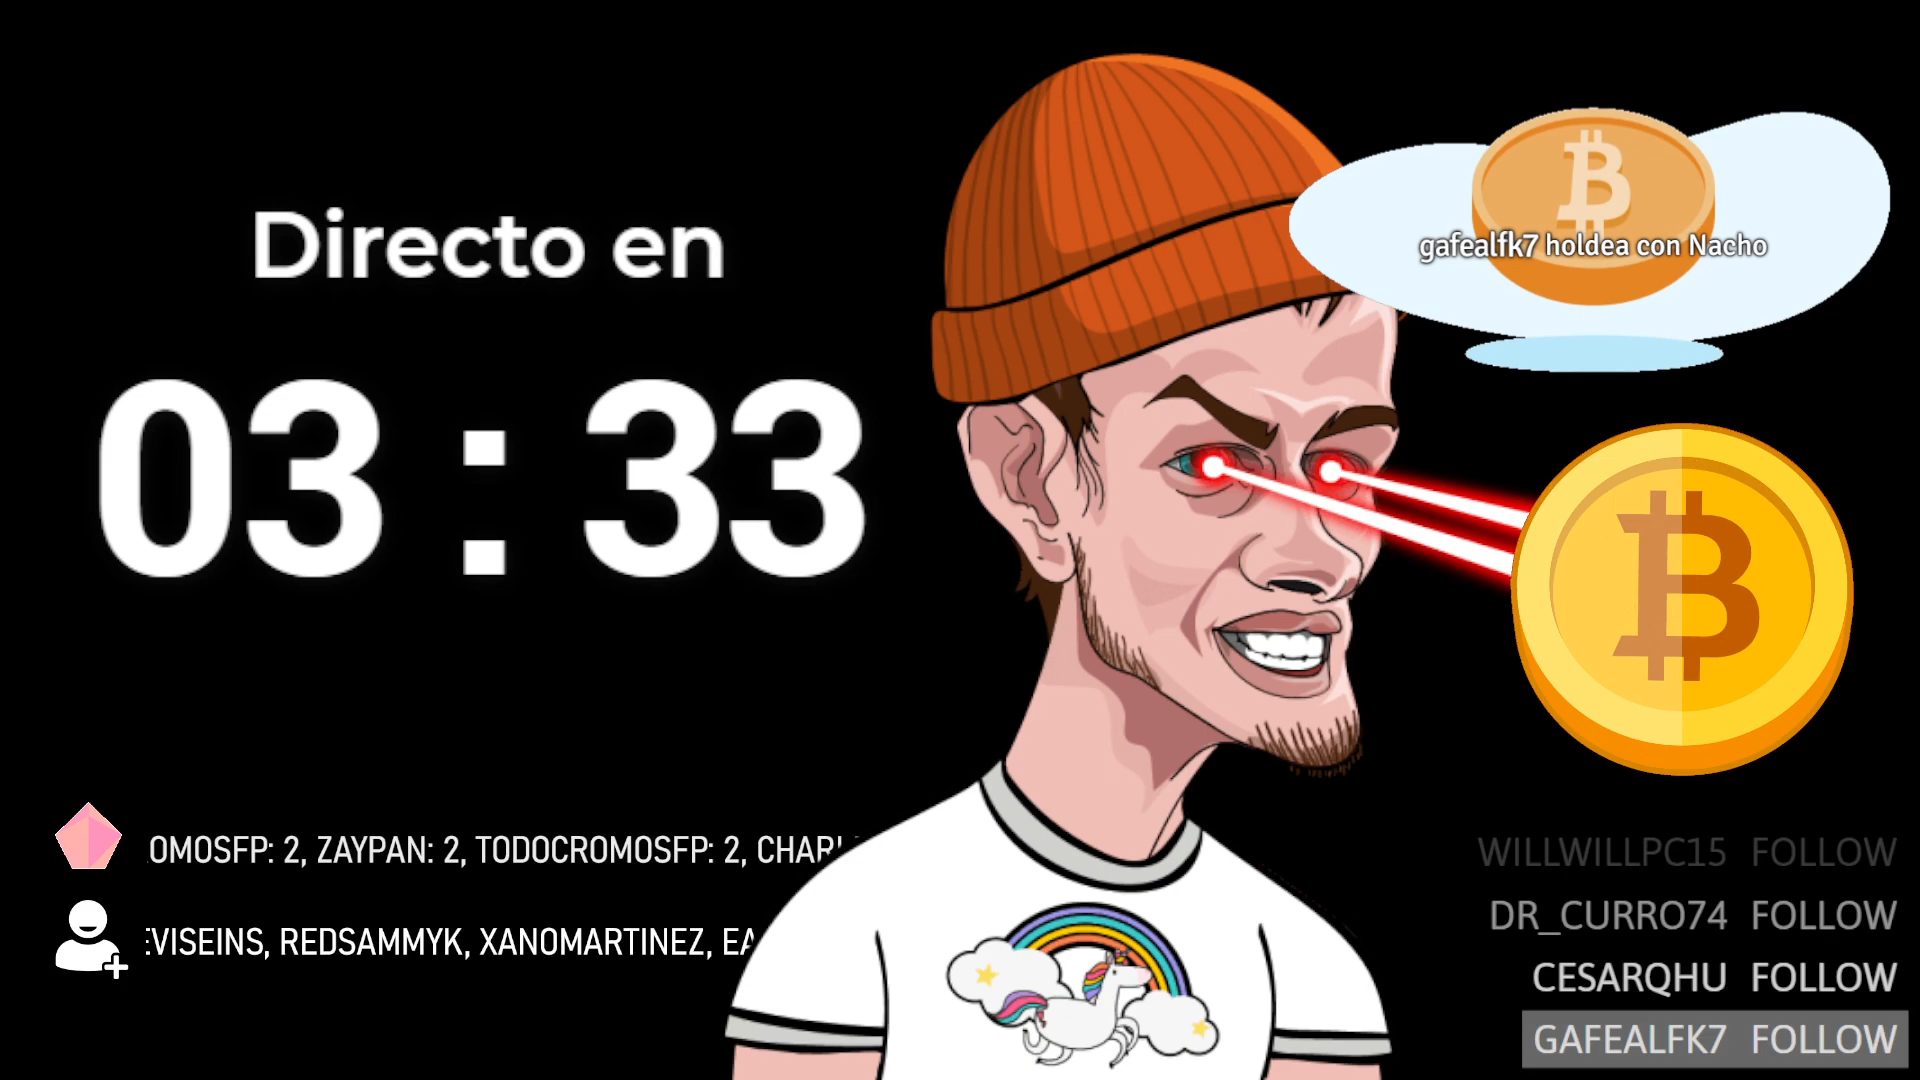 Directo en
03 : 33
gafealfk7 holdea con Nacho
OMOSFP: 2, ZAYPAN: 2, TODOCROMOSFP: 2,
EVISEINS, REDSAMMYK, XANOMARTINEZ,
WILLWILLPC15 FOLLOW
DR_CURRO74 FOLLOW
CESARQHU FOLLOW
GAFEALFK7 FOLLOW